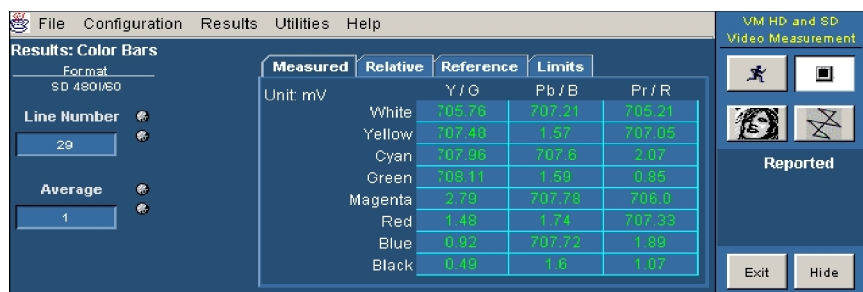 File Configuration Results Utilities Help
VM HD and SD
Video Measurement
Results: Color Bars
Format
SD 480I/60
Line Number
29
Average
1
Measured Relative Reference Limits
Unit: mV Y / G Pb / B Pr / R
White 705.76 707.21 705.21
Yellow 707.48 1.57 707.05
Cyan 707.96 707.6 2.07
Green 708.11 1.59 0.85
Magenta 2.79 707.78 706.0
Red 1.48 1.74 707.33
Blue 0.92 707.72 1.89
Black 0.49 1.6 1.07
Reported
Exit Hide